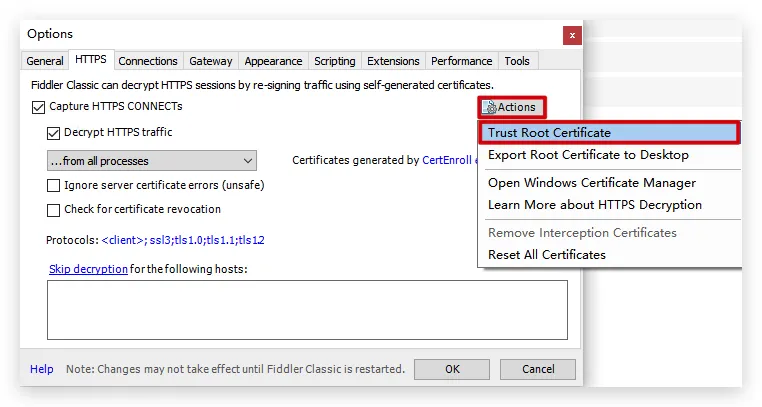 Options
x
General HTTPS Connections Gateway Appearance Scripting Extensions Performance Tools
Fiddler Classic can decrypt HTTPS sessions by re-signing traffic using self-generated certificates.
Capture HTTPS CONNECTs
Actions
Decrypt HTTPS traffic
Trust Root Certificate
...from all processes
Certificates generated by CertEnroll e
Export Root Certificate to Desktop
Ignore server certificate errors (unsafe)
Open Windows Certificate Manager
Check for certificate revocation
Learn More about HTTPS Decryption
Protocols: <client>; ssl3;tls1.0;tls1.1;tls1.2
Remove Interception Certificates
Reset All Certificates
Skip decryption for the following hosts:
Help Note: Changes may not take effect until Fiddler Classic is restarted. OK Cancel